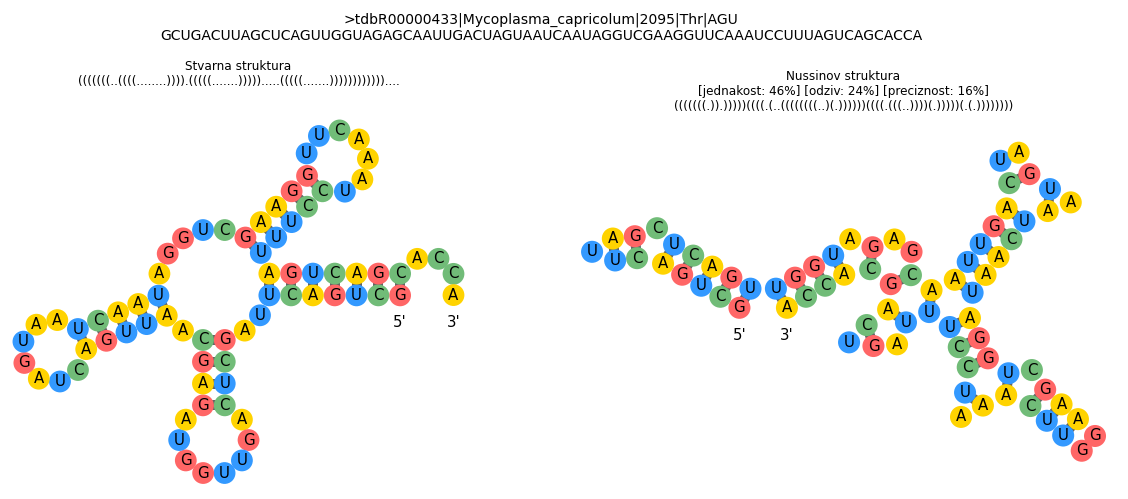 >tdbR00000433|Mycoplasma_capricolum|2095|Thr|AGU
GCUGACUUAGCUCAGUUGGUAGAGCAAUUGACUAGUAAUCAAUAGGUCGAAGGUUCAAAUCCUUUAGUCAGCACCA
Stvarna struktura
(((((((..((((........)))).(((((.......))))).....(((((.......))))))))))))....
Nussinov struktura
[jednakost: 46%] [odziv: 24%] [preciznost: 16%]
(((((((.)).)))))((((.(..((((((((..)(.))))))((((.(((..))))(.)))))(.(.))))))))
5'
3'
5'
3'